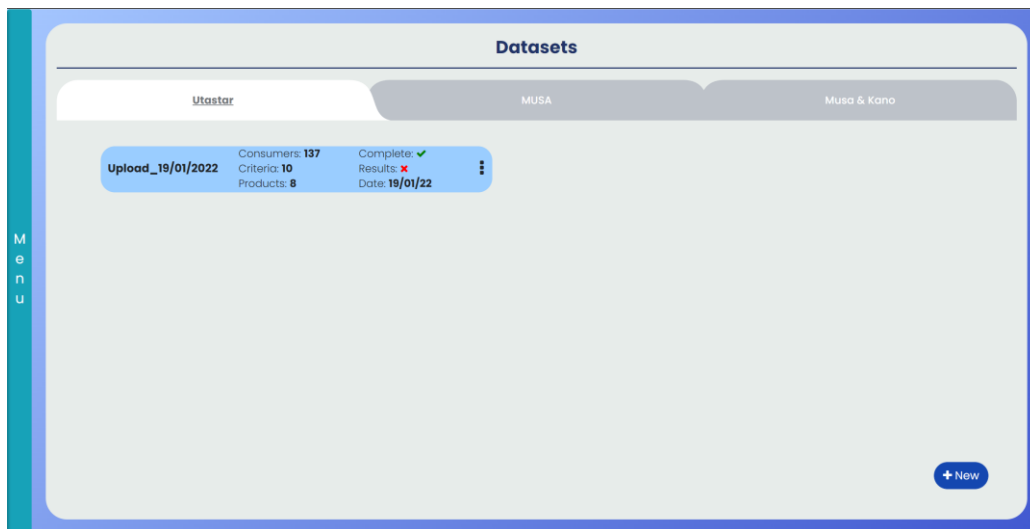 Datasets
Utastar
MUSA
Musa & Kano
Upload_19/01/2022
Consumers: 137
Criteria: 10
Products: 8
Complete: ✔
Results: ✖
Date: 19/01/22
Menu
+ New